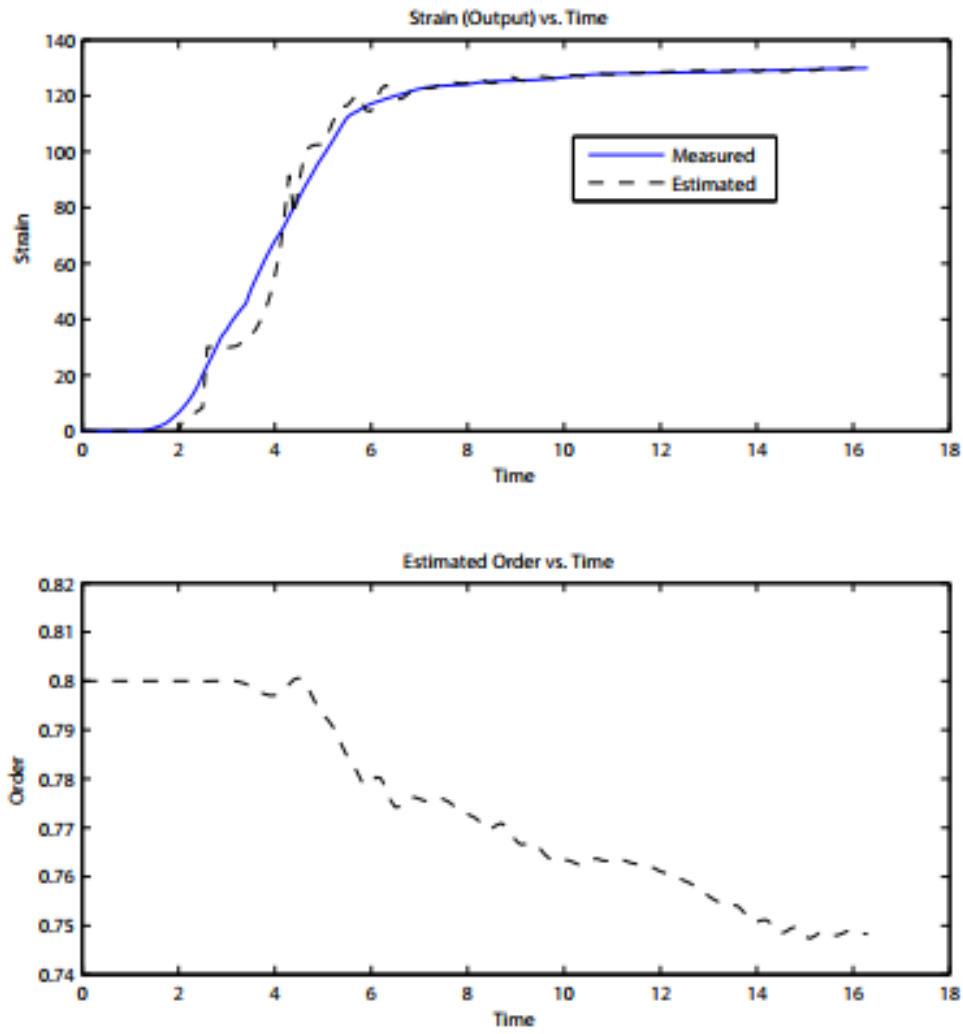 Strain (Output) vs. Time
140
120
100
80
60
40
20
0
Strain
Measured
Estimated
0 2 4 6 8 10 12 14 16 18
Time
Estimated Order vs. Time
0.82
0.81
0.8
0.79
0.78
0.77
0.76
0.75
0.74
Order
0 2 4 6 8 10 12 14 16 18
Time